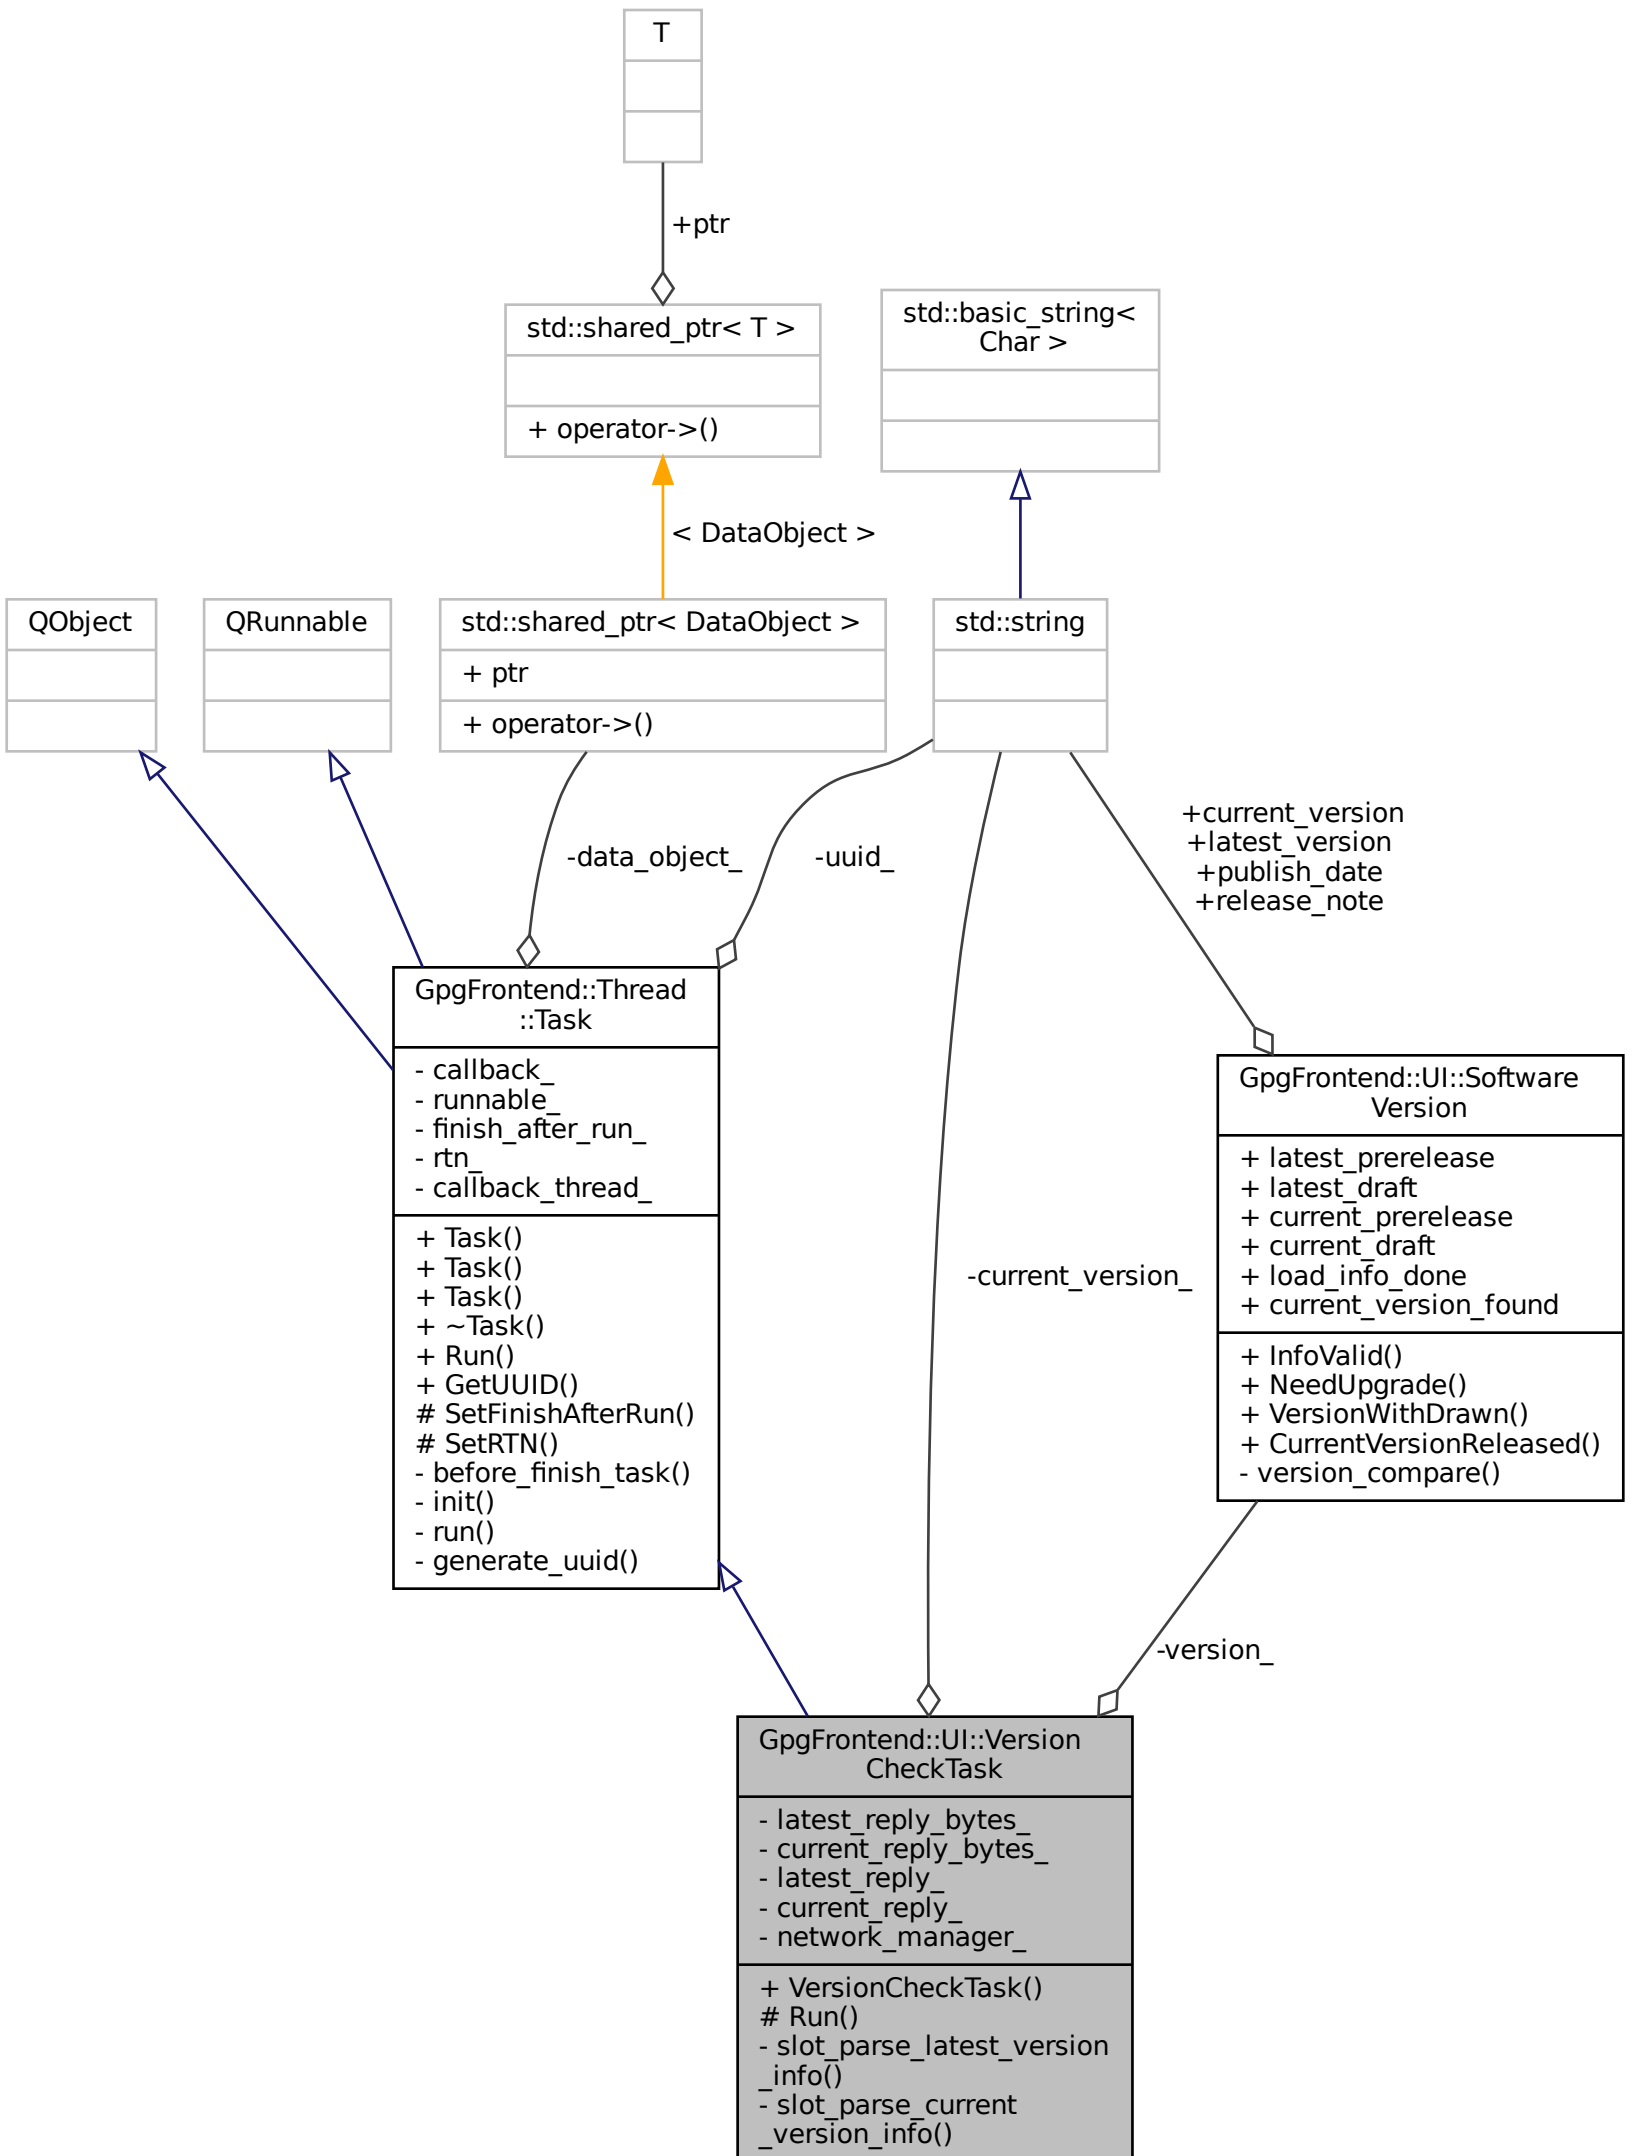 T
+ptr
std::shared_ptr< T >
+ operator->()
std::basic_string<
Char >
< DataObject >
QObject
QRunnable
std::shared_ptr< DataObject >
+ ptr
+ operator->()
std::string
-data_object_
-uuid_
+current_version
+latest_version
+publish_date
+release_note
GpgFrontend::Thread
::Task
- callback_
- runnable_
- finish_after_run_
- rtn_
- callback_thread_
+ Task()
+ Task()
+ Task()
+ ~Task()
+ Run()
+ GetUUID()
# SetFinishAfterRun()
# SetRTN()
- before_finish_task()
- init()
- run()
- generate_uuid()
-current_version_
GpgFrontend::UI::Software
Version
+ latest_prerelease
+ latest_draft
+ current_prerelease
+ current_draft
+ load_info_done
+ current_version_found
+ InfoValid()
+ NeedUpgrade()
+ VersionWithDrawn()
+ CurrentVersionReleased()
- version_compare()
-version_
GpgFrontend::UI::Version
CheckTask
- latest_reply_bytes_
- current_reply_bytes_
- latest_reply_
- current_reply_
- network_manager_
+ VersionCheckTask()
# Run()
- slot_parse_latest_version
_info()
- slot_parse_current
_version_info()